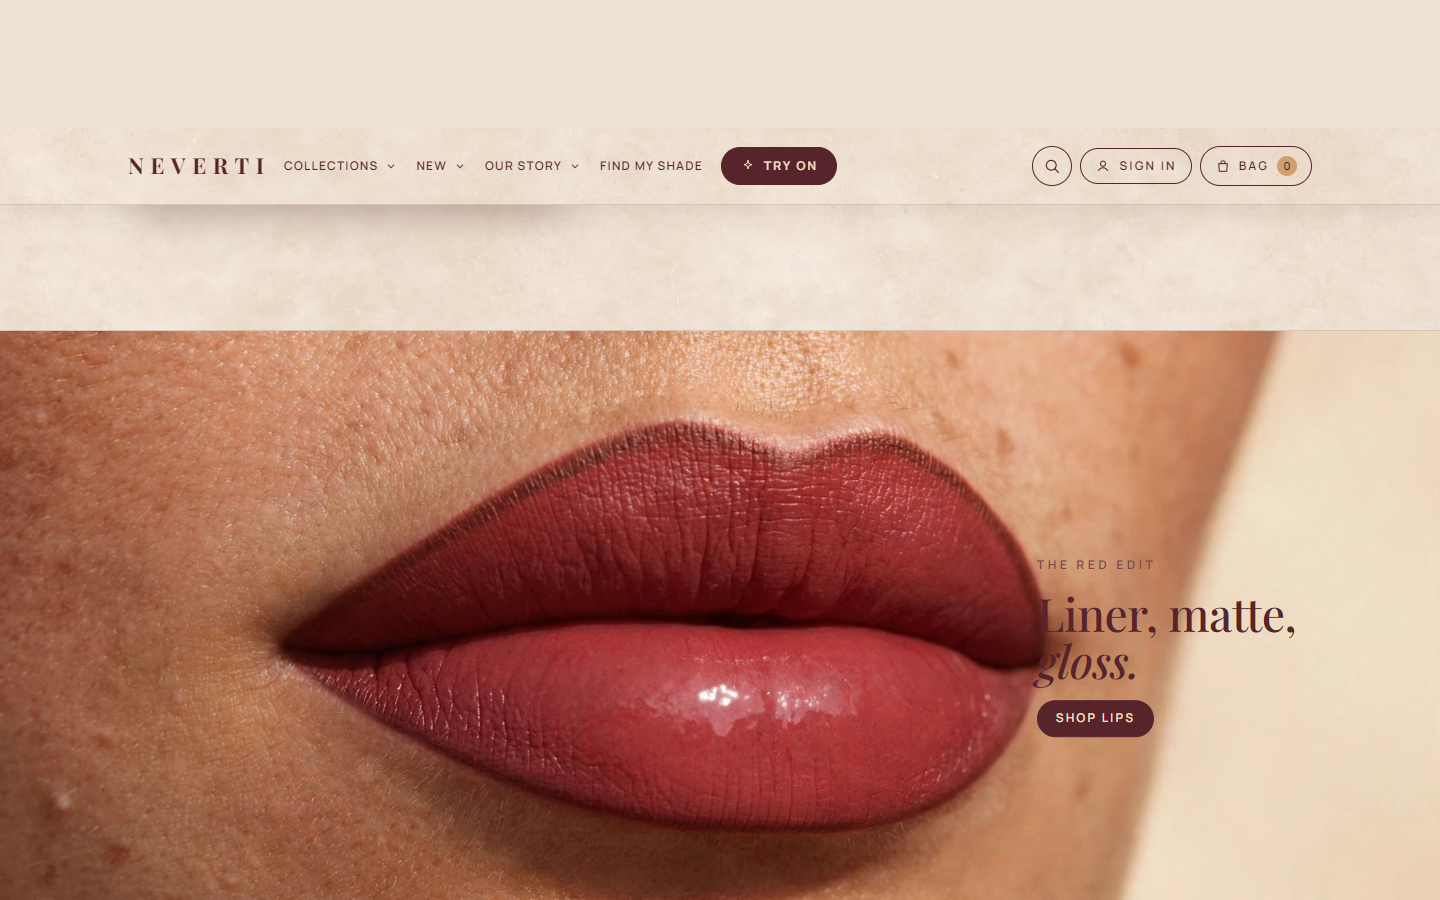 NEVERTI COLLECTIONS NEW OUR STORY FIND MY SHADE TRY ON SIGN IN BAG 0
THE RED EDIT
Liner, matte,
gloss.
SHOP LIPS